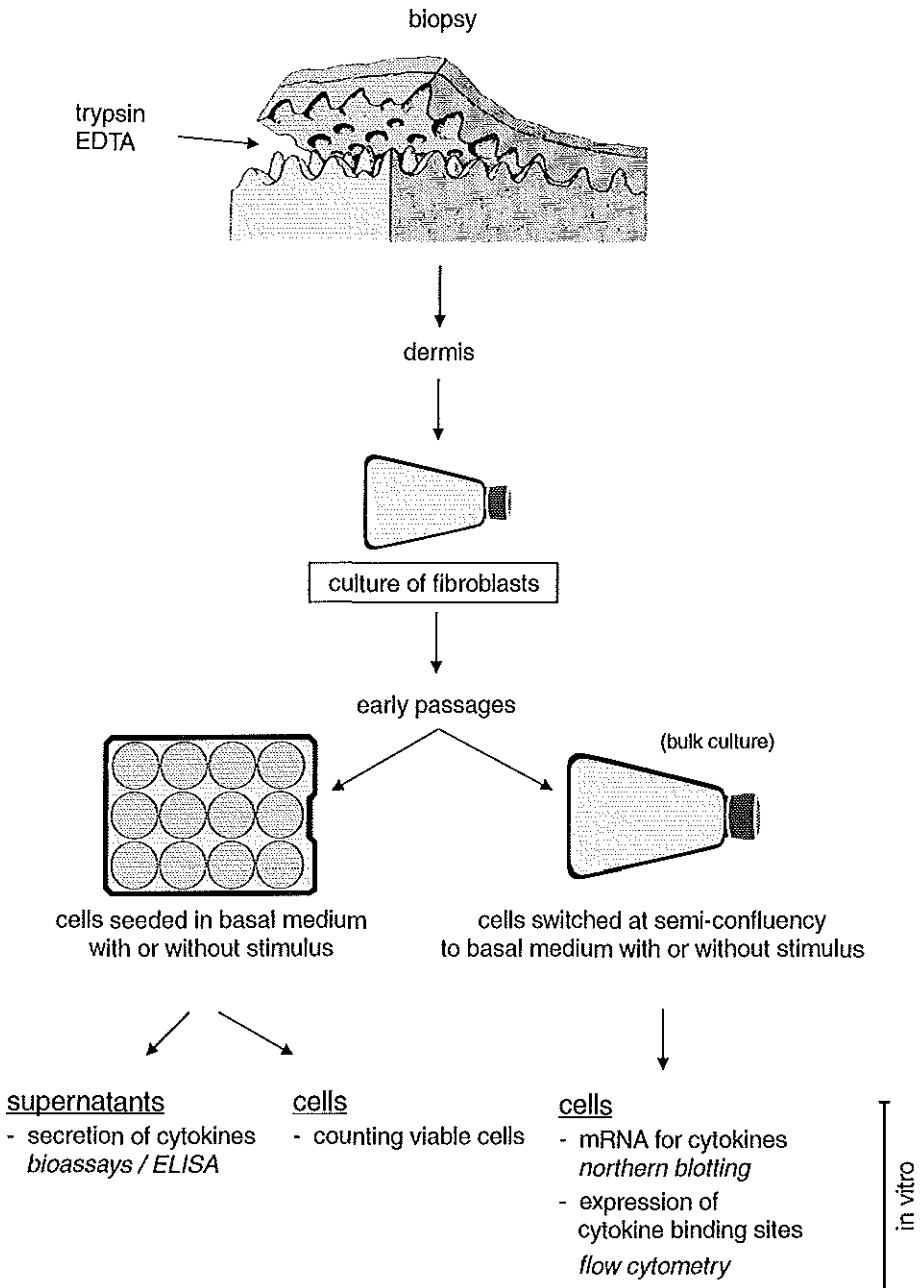 biopsy
trypsin
EDTA
dermis
culture of fibroblasts
early passages
(bulk culture)
cells seeded in basal medium
with or without stimulus
cells switched at semi-confluency
to basal medium with or without stimulus
supernatants
- secretion of cytokines
bioassays / ELISA
cells
- counting viable cells
cells
- mRNA for cytokines
northern blotting
- expression of
cytokine binding sites
flow cytometry
in vitro